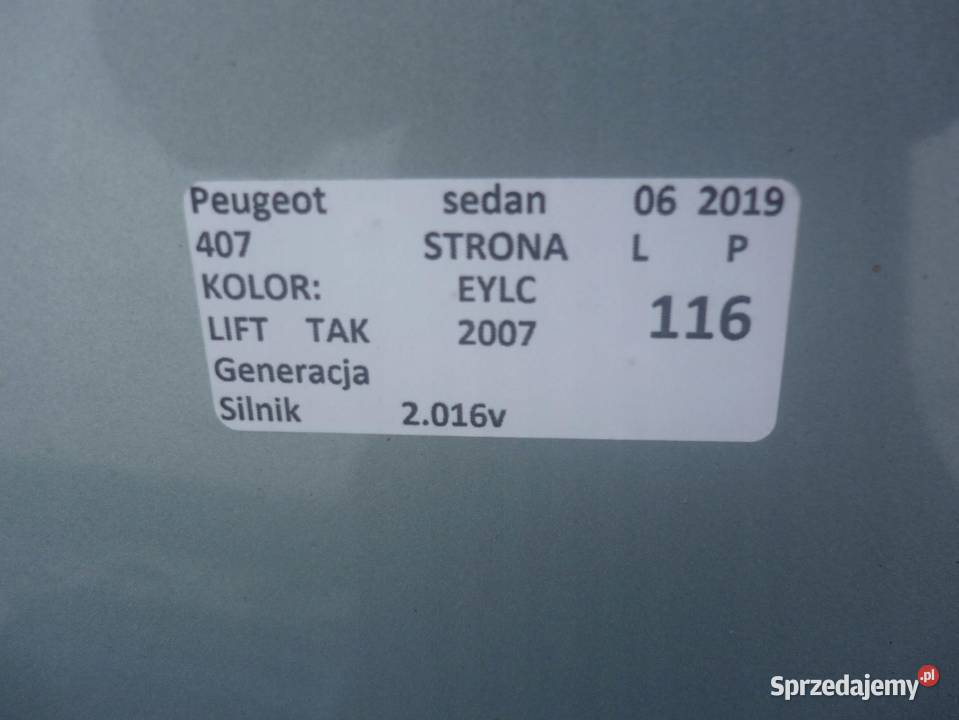 Peugeot sedan 06 2019
407 STRONA L P
KOLOR: EYLC 116
LIFT TAK 2007
Generacja
Silnik 2.016v
Sprzedajemy.pl